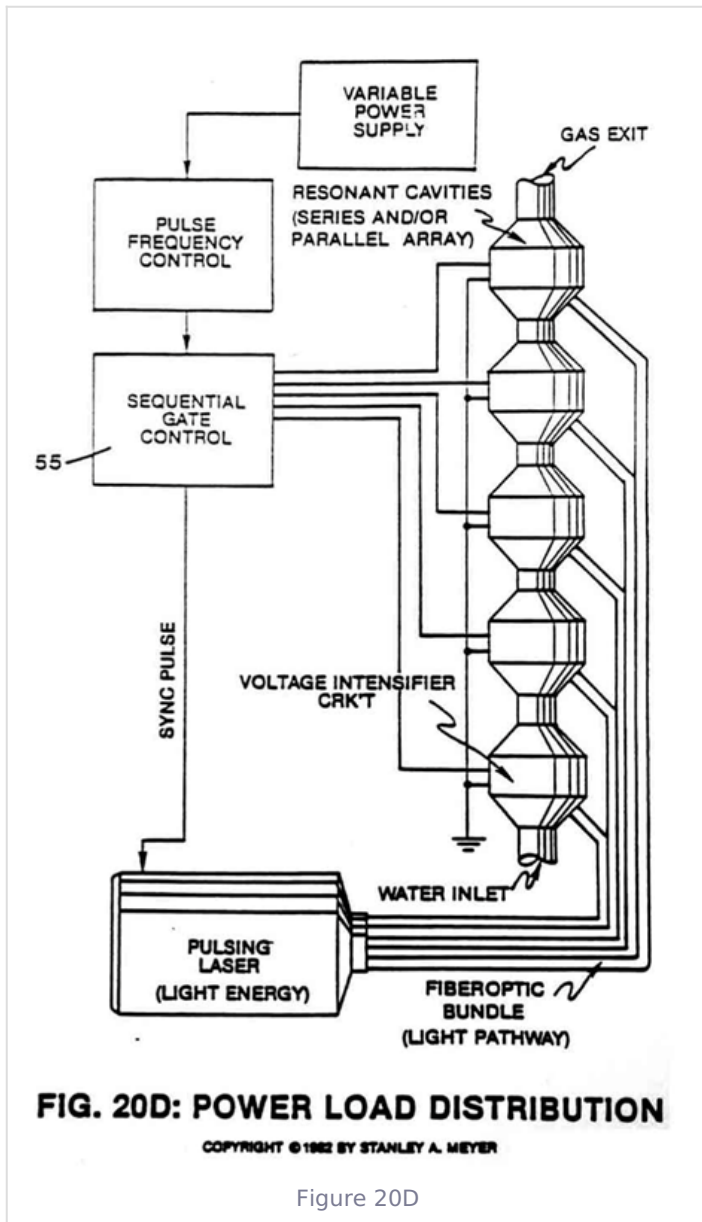 VARIABLE
POWER
SUPPLY
GAS EXIT
RESONANT CAVITIES
(SERIES AND/OR
PARALLEL ARRAY)
PULSE
FREQUENCY
CONTROL
SEQUENTIAL
GATE
CONTROL
55
SYNC PULSE
VOLTAGE INTENSIFIER
CRK'T
WATER INLET
PULSING
LASER
(LIGHT ENERGY)
FIBEROPTIC
BUNDLE
(LIGHT PATHWAY)
FIG. 20D: POWER LOAD DISTRIBUTION
COPYRIGHT © 1982 BY STANLEY A. MEYER
Figure 20D